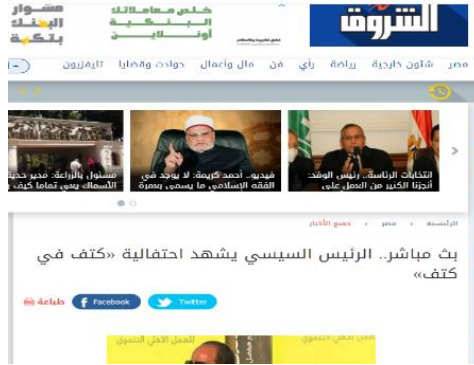 مشوار
البنك
بتكة
خلص معاملاتك
البنكية
أونلاين
الشروق
مصر شئون خارجية رياضة رأي فن مال وأعمال حوادث وقضايا تليفزيون
انتخابات الرئاسة.. رئيس الوفد:
أنجزنا الكثير من العمل على
فيديو.. أحمد كريمة: لا يوجد في
الفقه الإسلامي ما يسمى بعمرة
مسئول بالزراعة: مدير حديقة
الأسماك يعي تماما كيف
الرئيسية مصر جميع الأخبار
بث مباشر.. الرئيس السيسي يشهد احتفالية «كتف في
كتف»
Twitter Facebook طباعة
للعمل الأهلي التنموي